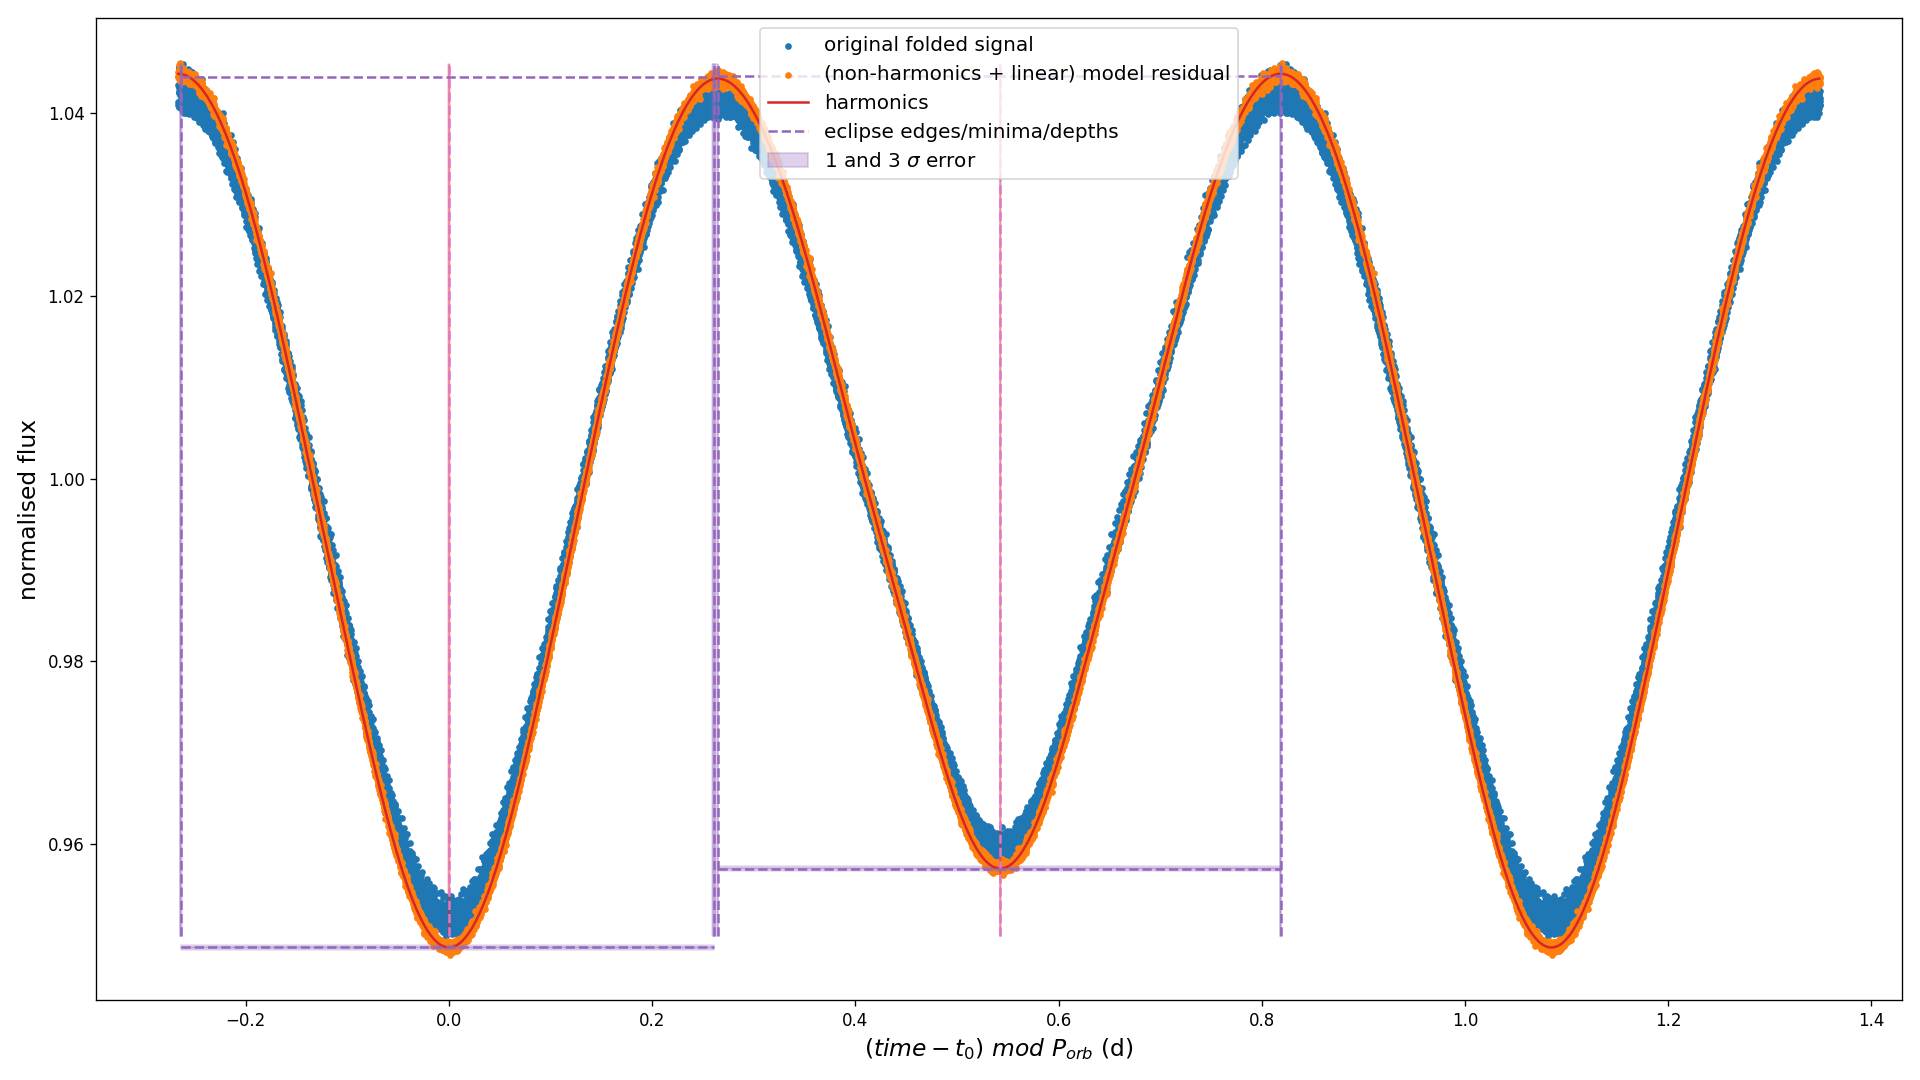 original folded signal
(non-harmonics + linear) model residual
harmonics
eclipse edges/minima/depths
1 and 3 σ error
normalised flux
1.04
1.02
1.00
0.98
0.96
−0.2 0.0 0.2 0.4 0.6 0.8 1.0 1.2 1.4
(time − t₀) mod Pₒᵣb (d)